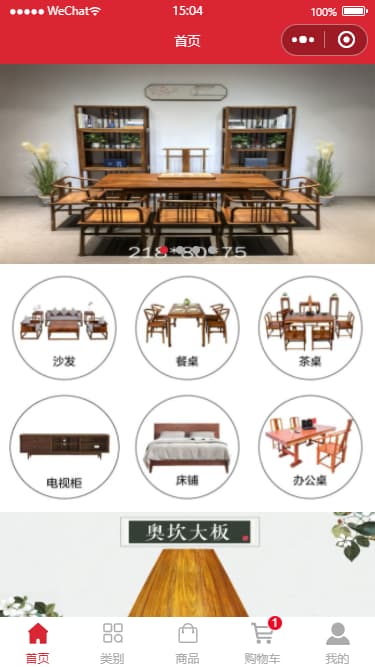 WeChat
15:04
100%
首页
218*80*75
沙发
餐桌
茶桌
电视柜
床铺
办公桌
奥坎大板
1
首页
类别
商品
购物车
我的